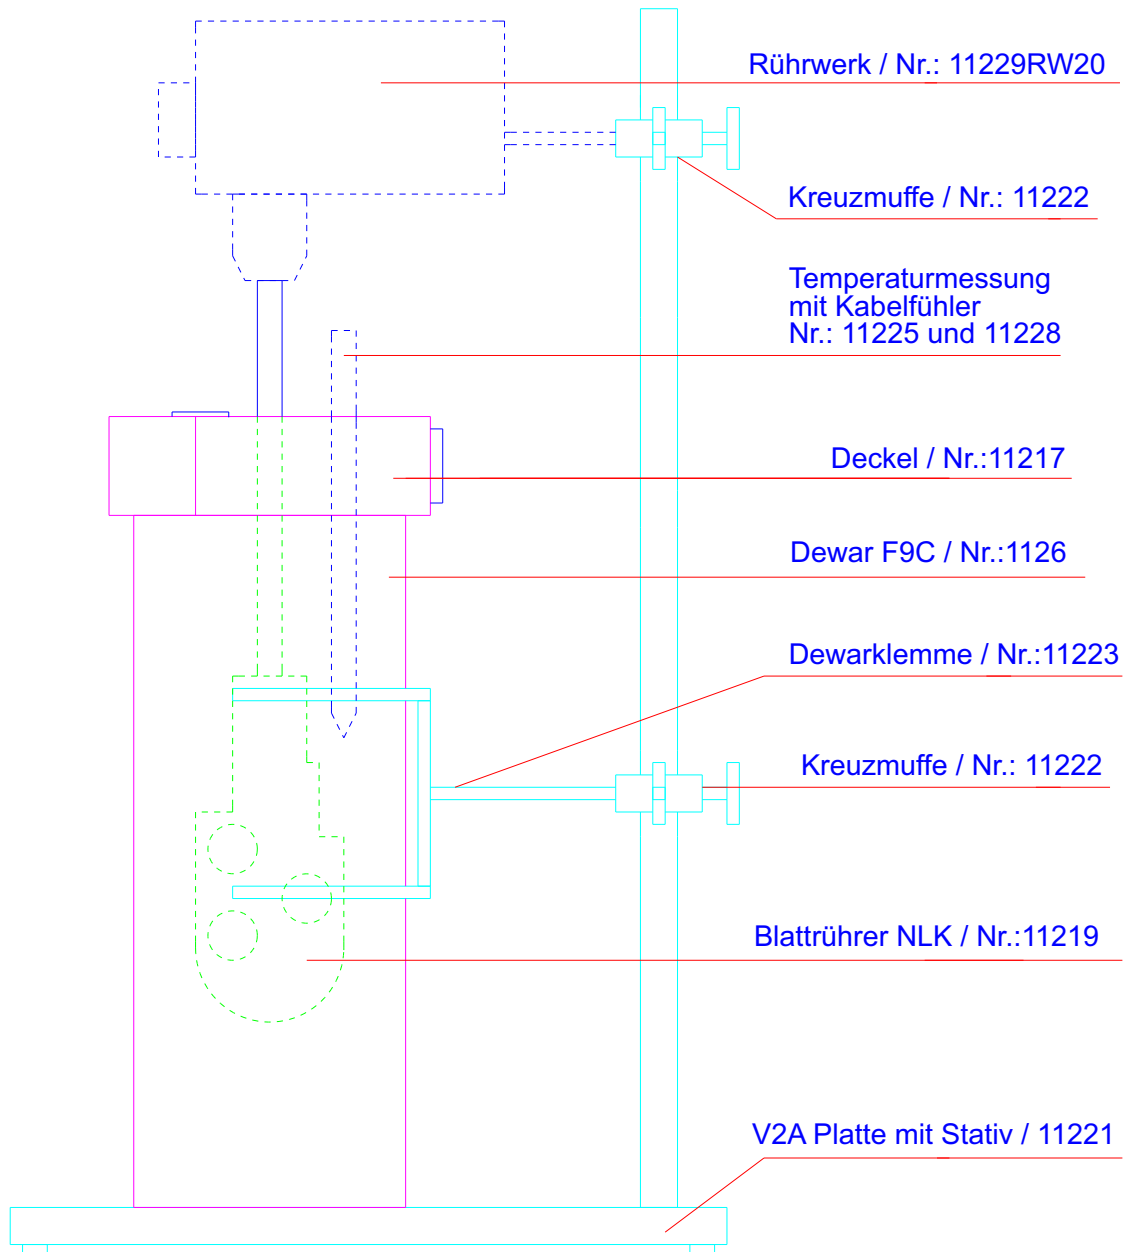 Rührwerk / Nr.: 11229RW20
Kreuzmuffe / Nr.: 11222
Temperaturmessung
mit Kabelfühler
Nr.: 11225 und 11228
Deckel / Nr.:11217
Dewar F9C / Nr.:1126
Dewarklemme / Nr.:11223
Kreuzmuffe / Nr.: 11222
Blattrührer NLK / Nr.:11219
V2A Platte mit Stativ / 11221